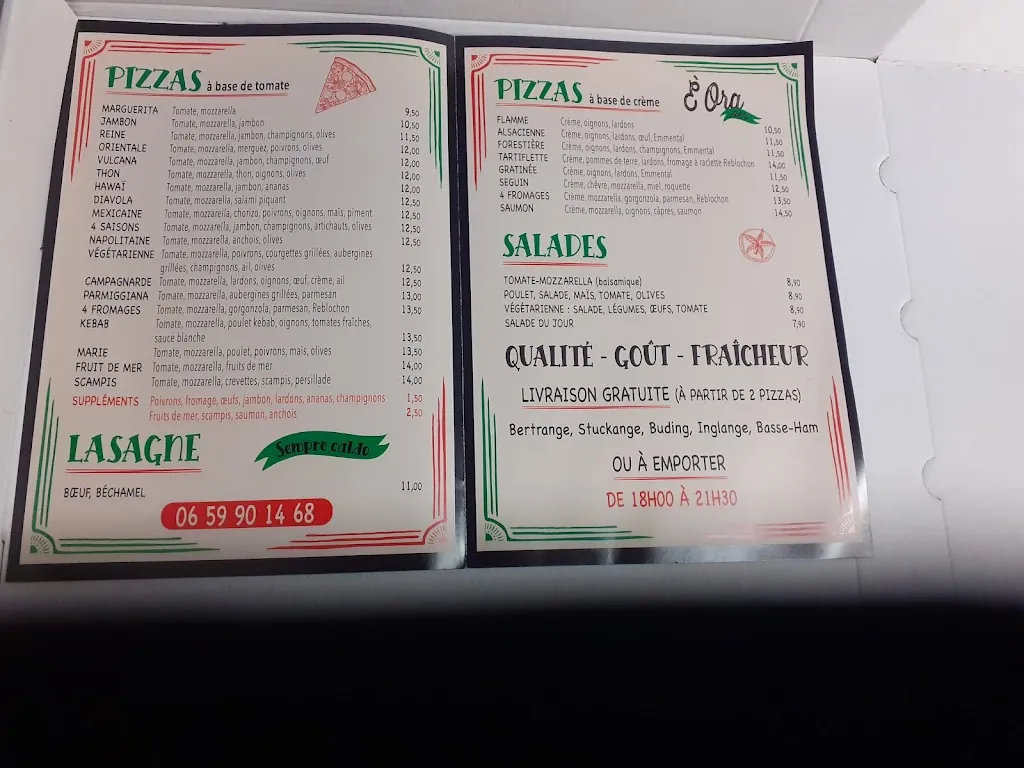 PIZZAS à base de tomate
MARGUERITA Tomate, mozzarella 9,50
JAMBON Tomate, mozzarella, jambon 10,50
REINE Tomate, mozzarella, jambon, champignons, olives 11,50
ORIENTALE Tomate, mozzarella, merguez, poivrons, olives 12,00
VULCANA Tomate, mozzarella, jambon, champignons, œuf 12,00
THON Tomate, mozzarella, thon, oignons, olives 12,00
HAWAÏ Tomate, mozzarella, jambon, ananas 12,00
DIAVOLA Tomate, mozzarella, salami piquant 12,50
MEXICAINE Tomate, mozzarella, chorizo, poivrons, oignons, maïs, piment 12,50
4 SAISONS Tomate, mozzarella, jambon, champignons, artichauts, olives 12,50
NAPOLITAINE Tomate, mozzarella, anchois, olives 12,50
VÉGÉTARIENNE Tomate, mozzarella, poivrons, courgettes grillées, aubergines
grillées, champignons, ail, olives 12,50
CAMPAGNARDE Tomate, mozzarella, lardons, oignons, œuf, crème, ail 12,50
PARMIGGIANA Tomate, mozzarella, aubergines grillées, parmesan 13,00
4 FROMAGES Tomate, mozzarella, gorgonzola, parmesan, Reblochon 13,50
KEBAB Tomate, mozzarella, poulet kebab, oignons, tomates fraîches,
sauce blanche 13,50
MARIE Tomate, mozzarella, poulet, poivrons, maïs, olives 13,50
FRUIT DE MER Tomate, mozzarella, fruits de mer 14,00
SCAMPIS Tomate, mozzarella, crevettes, scampis, persillade 14,00
SUPPLÉMENTS Poivrons, fromage, œufs, jambon, lardons, ananas, champignons 1,50
Fruits de mer, scampis, saumon, anchois 2,50
LASAGNE
Sempre caldo
BŒUF, BÉCHAMEL 11,00
06 59 90 14 68
PIZZAS à base de crème
È Ora
FLAMME Crème, oignons, lardons 10,50
ALSACIENNE Crème, oignons, lardons, œuf, Emmental 11,50
FORESTIÈRE Crème, oignons, lardons, champignons, Emmental 11,50
TARTIFLETTE Crème, pommes de terre, lardons, fromage à raclette Reblochon 14,00
GRATINÉE Crème, oignons, lardons, Emmental 11,50
SEGUIN Crème, chèvre, mozzarella, miel, roquette 12,50
4 FROMAGES Crème, mozzarella, gorgonzola, parmesan, Reblochon 13,50
SAUMON Crème, mozzarella, oignons, câpres, saumon 14,50
SALADES
TOMATE-MOZZARELLA (balsamique) 8,90
POULET, SALADE, MAÏS, TOMATE, OLIVES 8,90
VÉGÉTARIENNE : SALADE, LÉGUMES, ŒUFS, TOMATE 8,90
SALADE DU JOUR 7,90
QUALITÉ - GOÛT - FRAÎCHEUR
LIVRAISON GRATUITE (À PARTIR DE 2 PIZZAS)
Bertrange, Stuckange, Buding, Inglange, Basse-Ham
OU À EMPORTER
DE 18H00 À 21H30